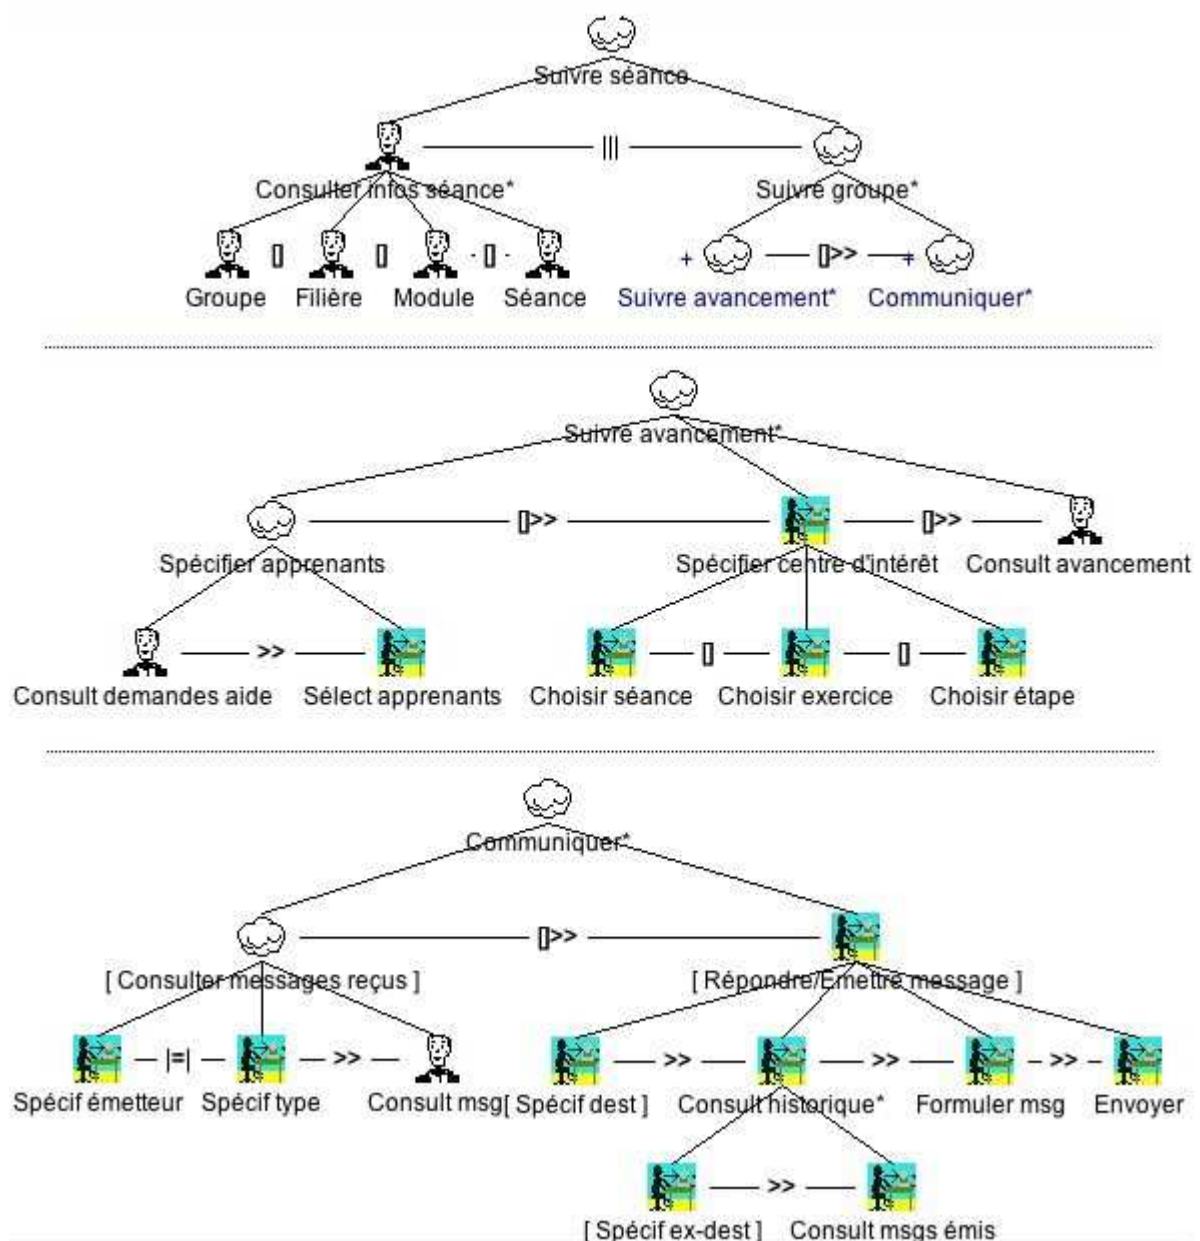 Suivre séance
|||
Consulter infos séance* Suivre groupe*
[] [] [] + []>> +
Groupe Filière Module Séance Suivre avancement* Communiquer*
Suivre avancement*
[]>> []>>
Spécifier apprenants Spécifier centre d'intérêt Consult avancement
>> [] []
Consult demandes aide Sélect apprenants Choisir séance Choisir exercice Choisir étape
Communiquer*
[]>>
[ Consulter messages reçus ] [ Répondre/Emettre message ]
|=| >> >> >> >>
Spécif émetteur Spécif type Consult msg [ Spécif dest ] Consult historique* Formuler msg Envoyer
>>
[ Spécif ex-dest ] Consult msgs émis